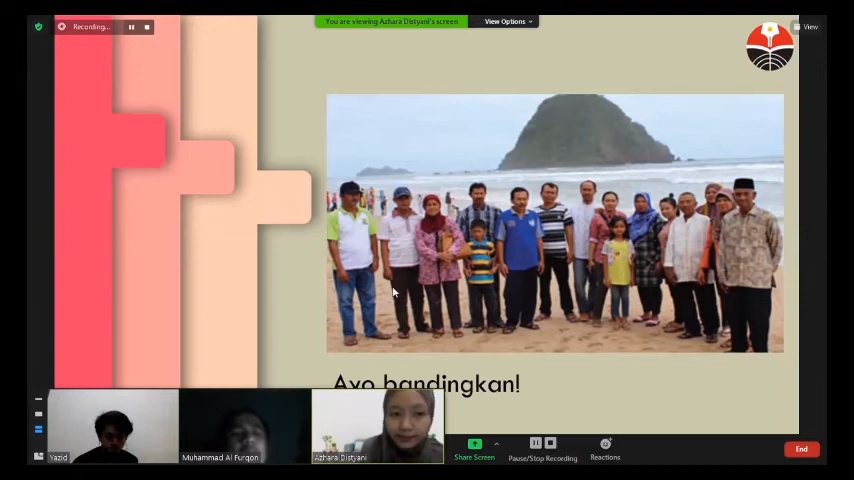 Recording...
You are viewing Azhara Distyani's screen
View Options
View
Ayo bandingkan!
Yazid
Muhammad Al Furqon
Azhara Distyani
Share Screen
Pause/Stop Recording
Reactions
End